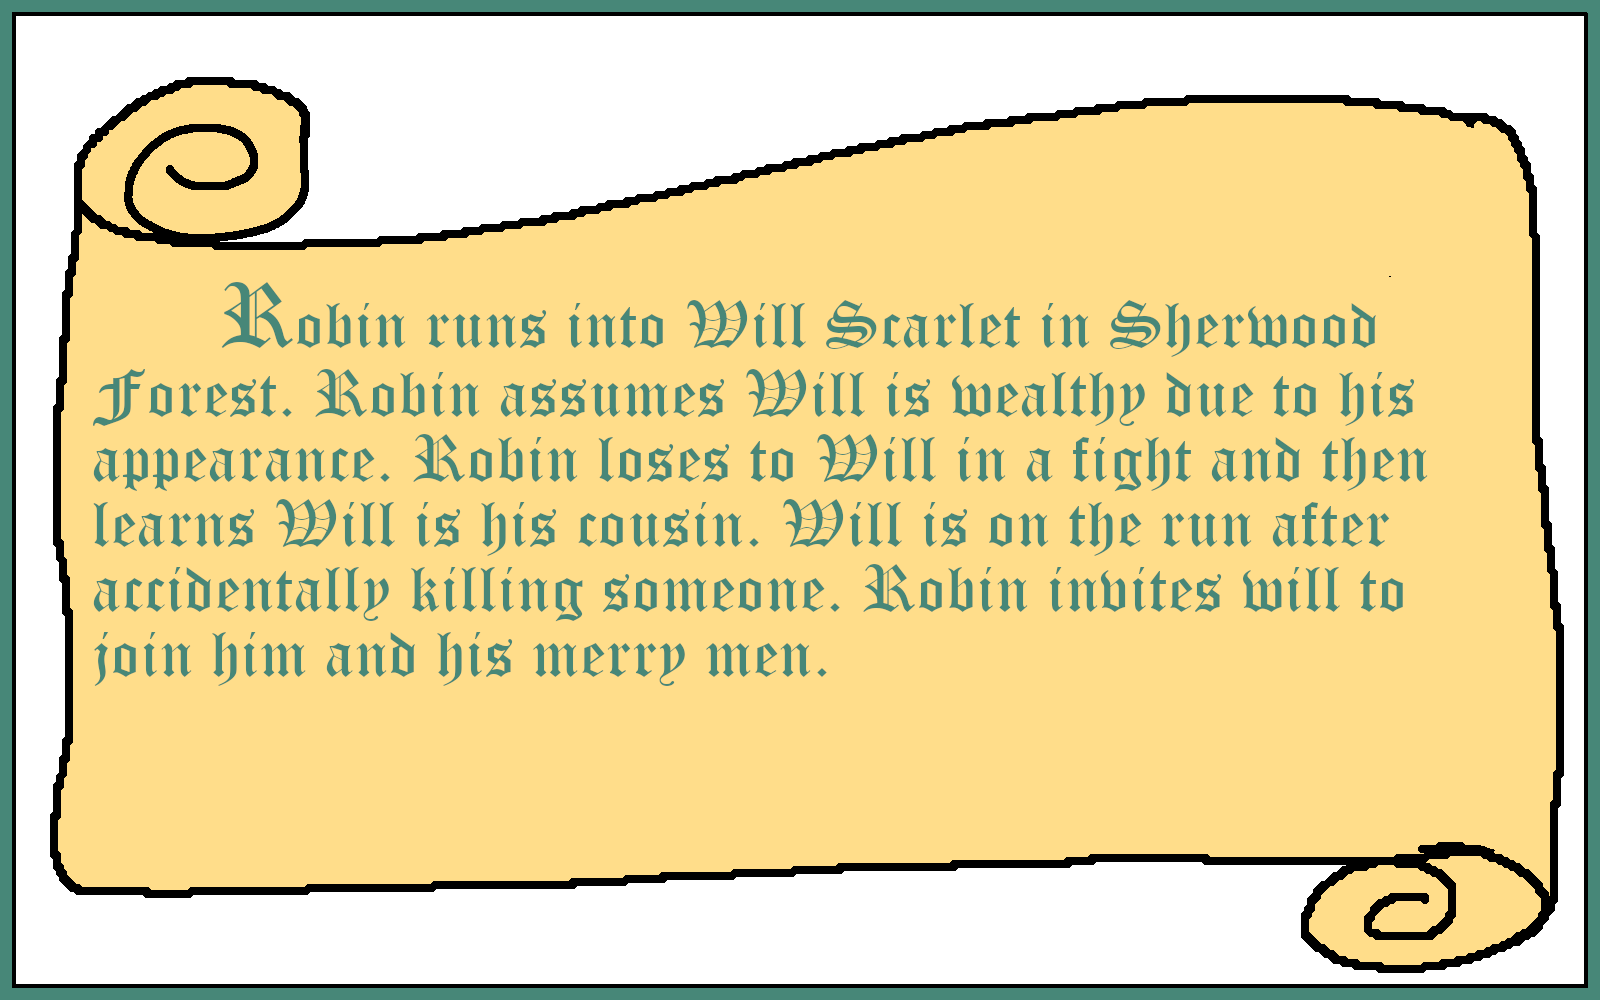 Robin runs into Will Scarlet in Sherwood
Forest. Robin assumes Will is wealthy due to his
appearance. Robin loses to Will in a fight and then
learns Will is his cousin. Will is on the run after
accidentally killing someone. Robin invites will to
join him and his merry men.